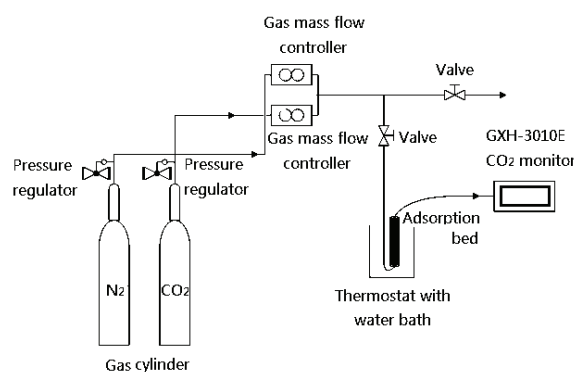 Gas mass flow
controller
Valve
Gas mass flow
controller
Valve
GXH-3010E
CO2 monitor
Pressure
regulator
Pressure
regulator
Adsorption
bed
N2
CO2
Thermostat with
water bath
Gas cylinder